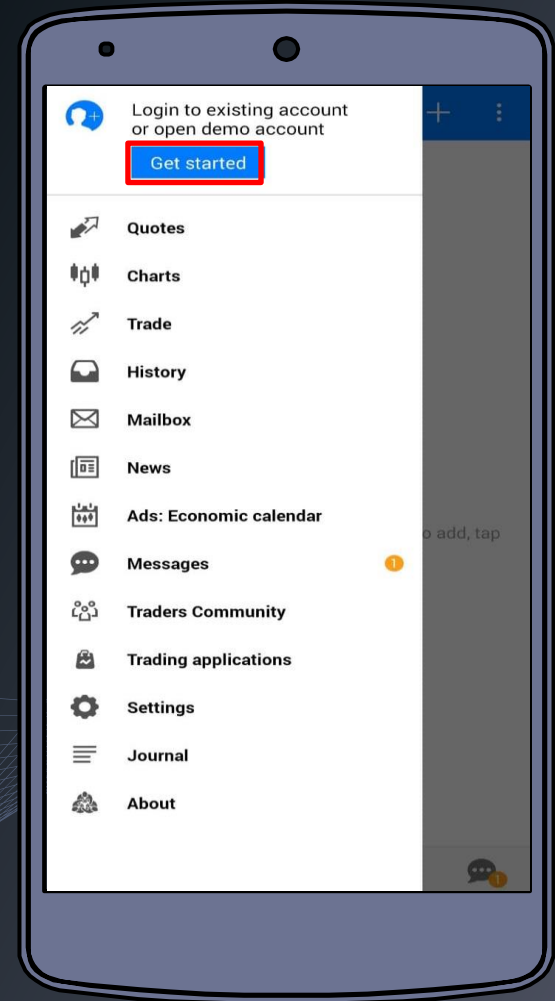 Login to existing account
or open demo account
Get started
Quotes
Charts
Trade
History
Mailbox
News
Ads: Economic calendar
o add, tap
Messages
1
Traders Community
Trading applications
Settings
Journal
About
1